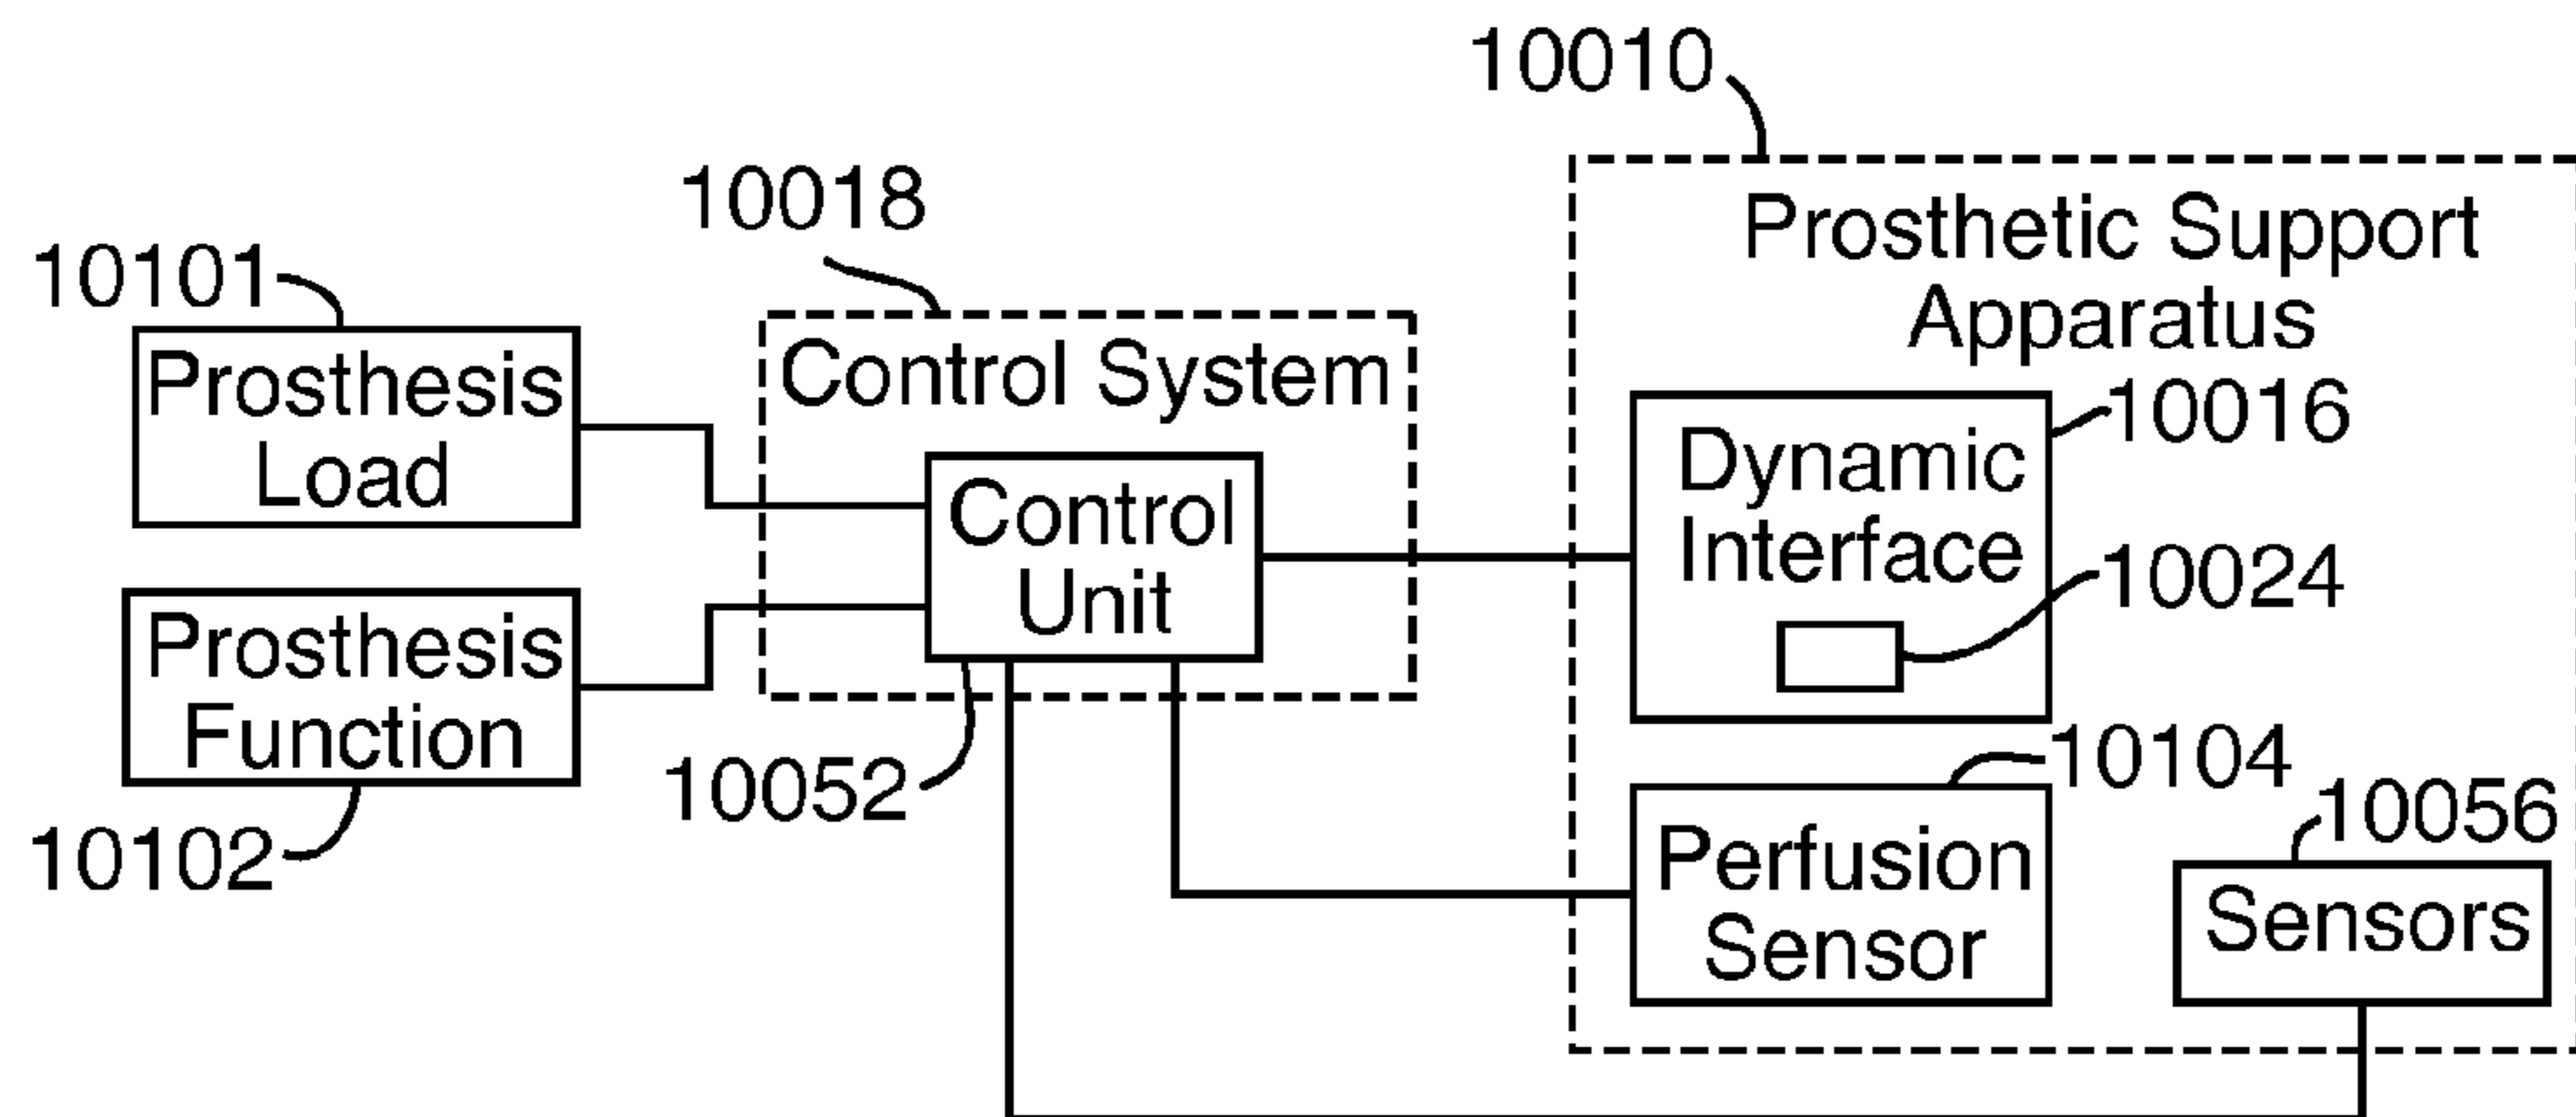 10010
10018
Prosthetic Support
Apparatus
10101
Control System
Prosthesis
Load
10016
Dynamic
Interface
Control
Unit
10024
Prosthesis
Function
10052
10104
10102
10056
Perfusion
Sensor
Sensors